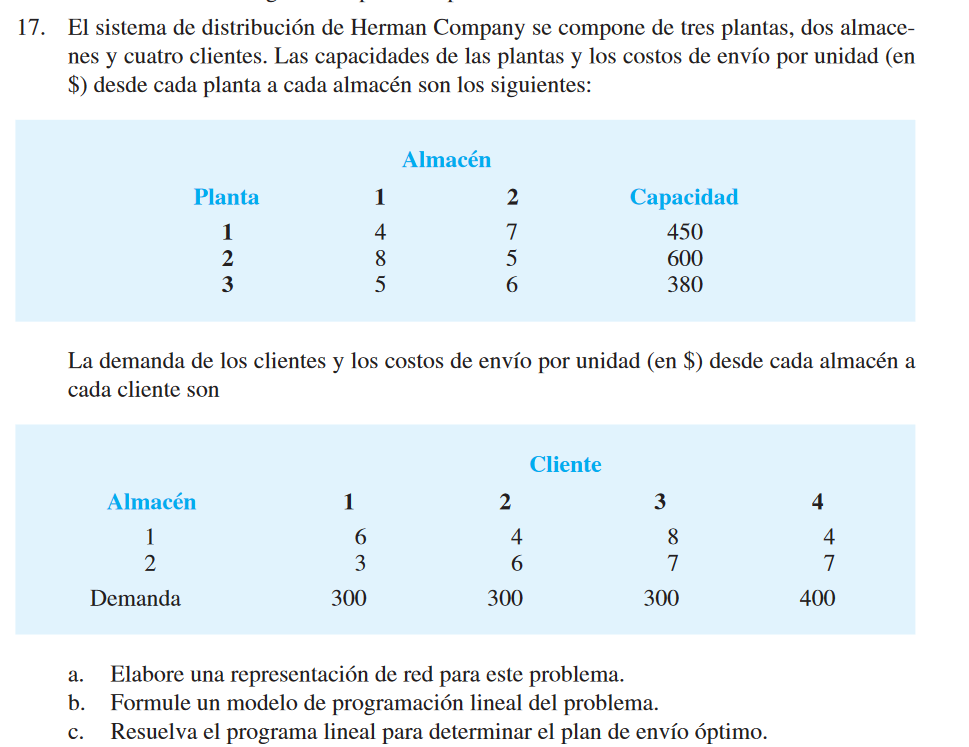 17. El sistema de distribución de Herman Company se compone de tres plantas, dos almace-
nes y cuatro clientes. Las capacidades de las plantas y los costos de envío por unidad (en
$) desde cada planta a cada almacén son los siguientes:
Almacén
Planta 1 2 Capacidad
1 4 7 450
2 8 5 600
3 5 6 380
La demanda de los clientes y los costos de envío por unidad (en $) desde cada almacén a
cada cliente son
Cliente
Almacén 1 2 3 4
1 6 4 8 4
2 3 6 7 7
Demanda 300 300 300 400
a. Elabore una representación de red para este problema.
b. Formule un modelo de programación lineal del problema.
c. Resuelva el programa lineal para determinar el plan de envío óptimo.